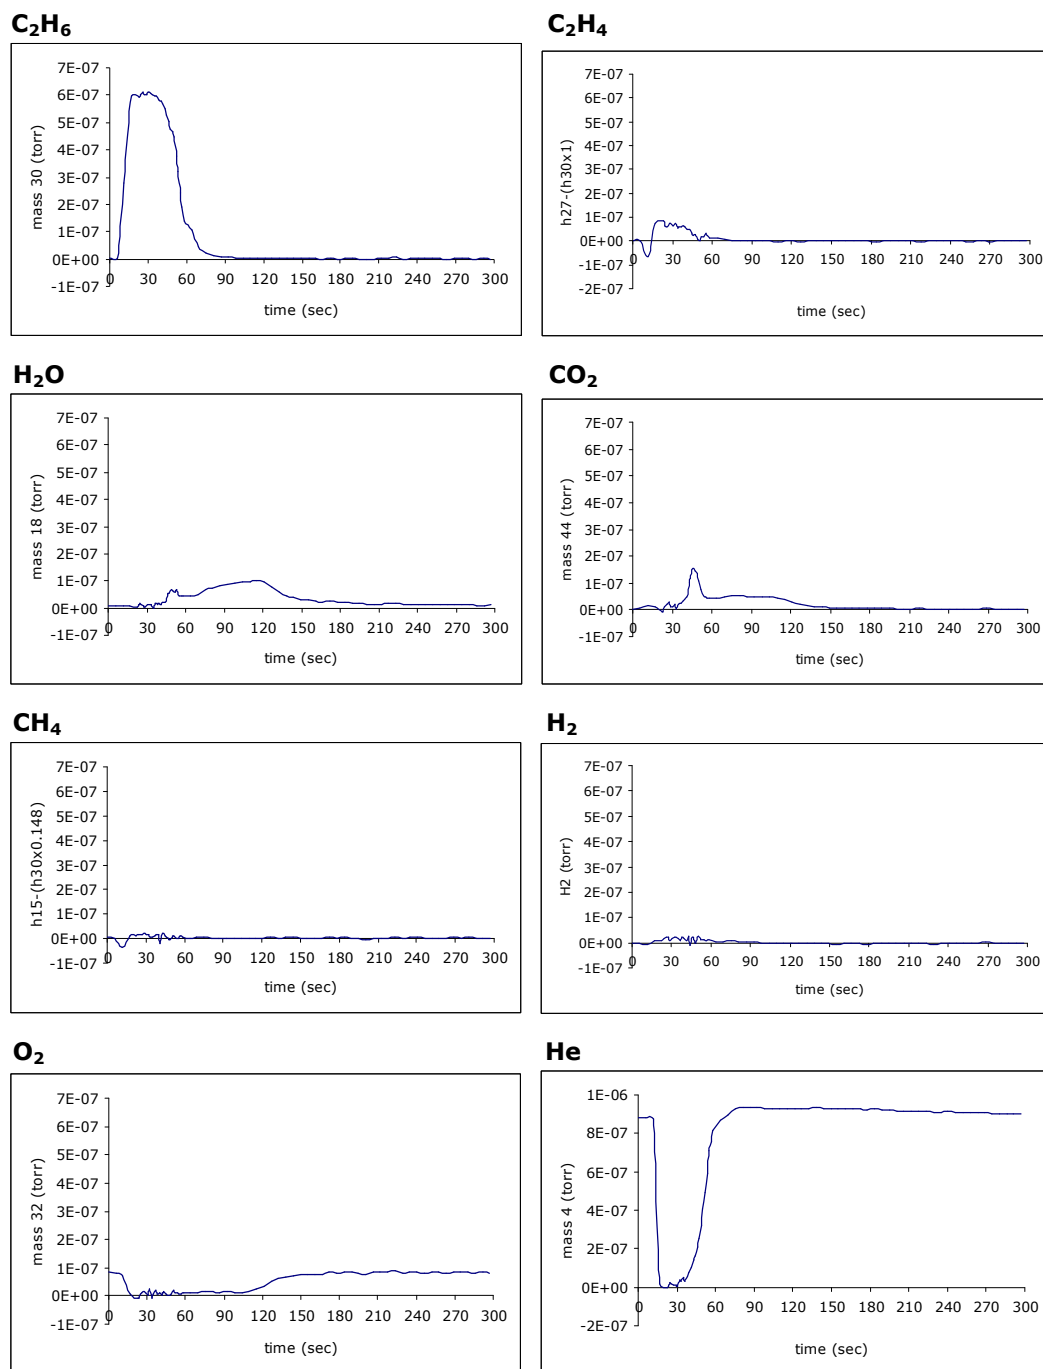 C₂H₆
7E-07
6E-07
5E-07
4E-07
3E-07
2E-07
1E-07
0E+00
-1E-07
mass 30 (torr)
0 30 60 90 120 150 180 210 240 270 300
time (sec)
C₂H₄
7E-07
6E-07
5E-07
4E-07
3E-07
2E-07
1E-07
0E+00
-1E-07
-2E-07
h27-(h30x1)
0 30 60 90 120 150 180 210 240 270 300
time (sec)
H₂O
7E-07
6E-07
5E-07
4E-07
3E-07
2E-07
1E-07
0E+00
-1E-07
mass 18 (torr)
0 30 60 90 120 150 180 210 240 270 300
time (sec)
CO₂
7E-07
6E-07
5E-07
4E-07
3E-07
2E-07
1E-07
0E+00
-1E-07
mass 44 (torr)
0 30 60 90 120 150 180 210 240 270 300
time (sec)
CH₄
7E-07
6E-07
5E-07
4E-07
3E-07
2E-07
1E-07
0E+00
-1E-07
h15-(h30x0.148)
0 30 60 90 120 150 180 210 240 270 300
time (sec)
H₂
7E-07
6E-07
5E-07
4E-07
3E-07
2E-07
1E-07
0E+00
-1E-07
H2 (torr)
0 30 60 90 120 150 180 210 240 270 300
time (sec)
O₂
7E-07
6E-07
5E-07
4E-07
3E-07
2E-07
1E-07
0E+00
-1E-07
mass 32 (torr)
0 30 60 90 120 150 180 210 240 270 300
time (sec)
He
1E-06
8E-07
6E-07
4E-07
2E-07
0E+00
-2E-07
mass 4 (torr)
0 30 60 90 120 150 180 210 240 270 300
time (sec)